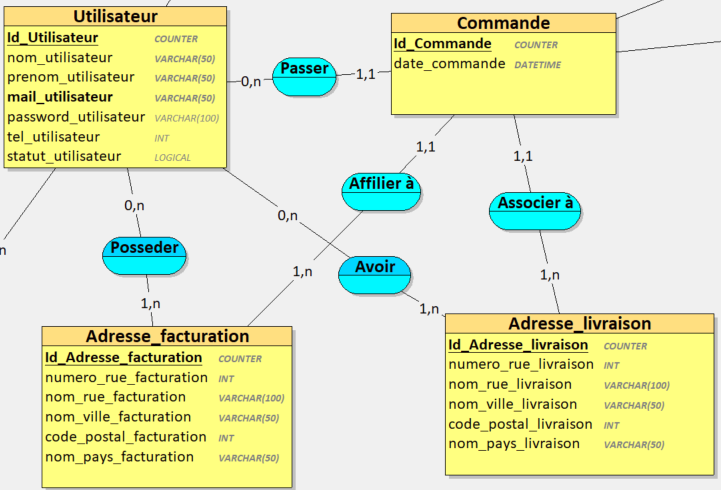 Utilisateur
Id_Utilisateur COUNTER
nom_utilisateur VARCHAR(50)
prenom_utilisateur VARCHAR(50)
mail_utilisateur VARCHAR(50)
password_utilisateur VARCHAR(100)
tel_utilisateur INT
statut_utilisateur LOGICAL
0,n
Passer
1,1
Commande
Id_Commande COUNTER
date_commande DATETIME
1,1
Affilier à
1,n
1,1
Associer à
1,n
0,n
Posseder
1,n
0,n
Avoir
1,n
n
Adresse_facturation
Id_Adresse_facturation COUNTER
numero_rue_facturation INT
nom_rue_facturation VARCHAR(100)
nom_ville_facturation VARCHAR(50)
code_postal_facturation INT
nom_pays_facturation VARCHAR(50)
Adresse_livraison
Id_Adresse_livraison COUNTER
numero_rue_livraison INT
nom_rue_livraison VARCHAR(100)
nom_ville_livraison VARCHAR(50)
code_postal_livraison INT
nom_pays_livraison VARCHAR(50)